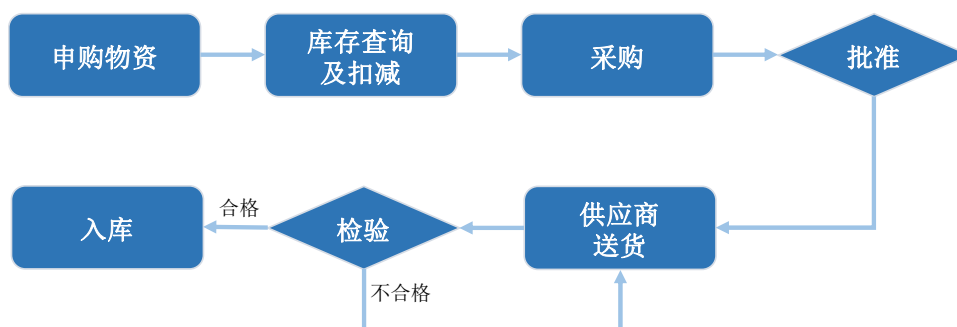 申购物资
库存查询
及扣减
采购
批准
入库
合格
检验
供应商
送货
不合格